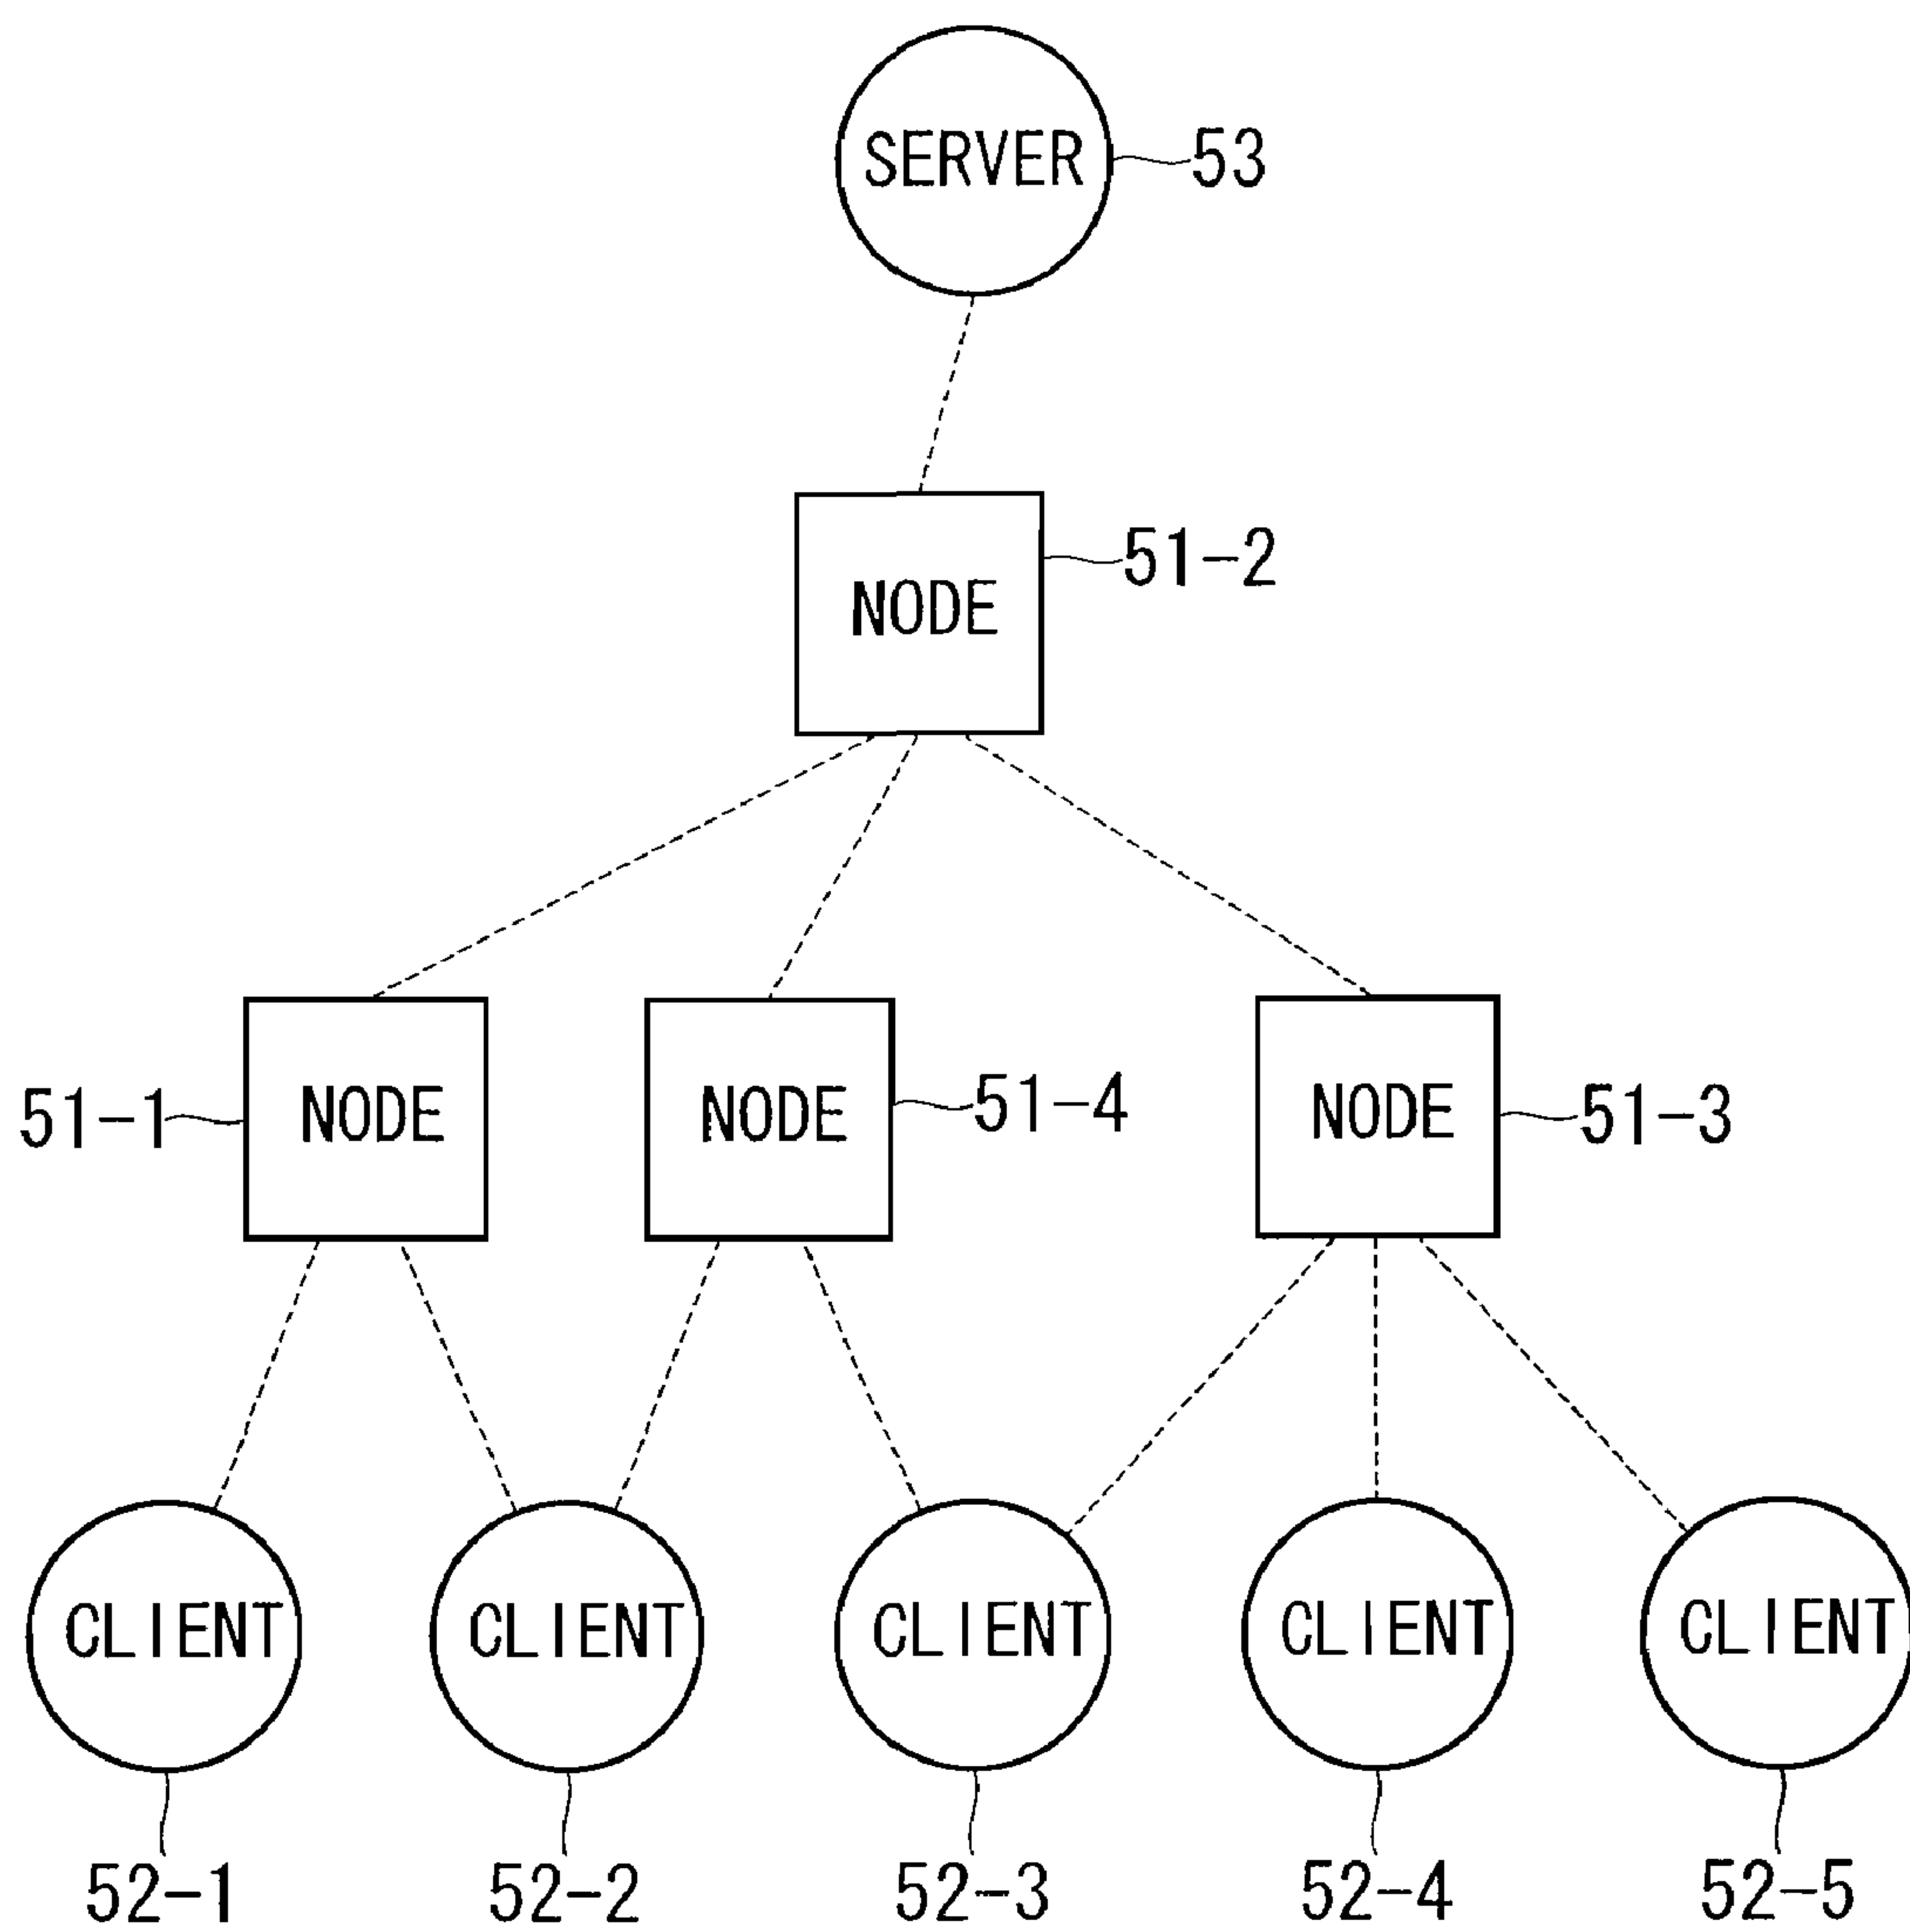 SERVER
53
51-2
NODE
51-1
NODE
NODE
51-4
NODE
51-3
CLIENT
CLIENT
CLIENT
CLIENT
CLIENT
52-1
52-2
52-3
52-4
52-5